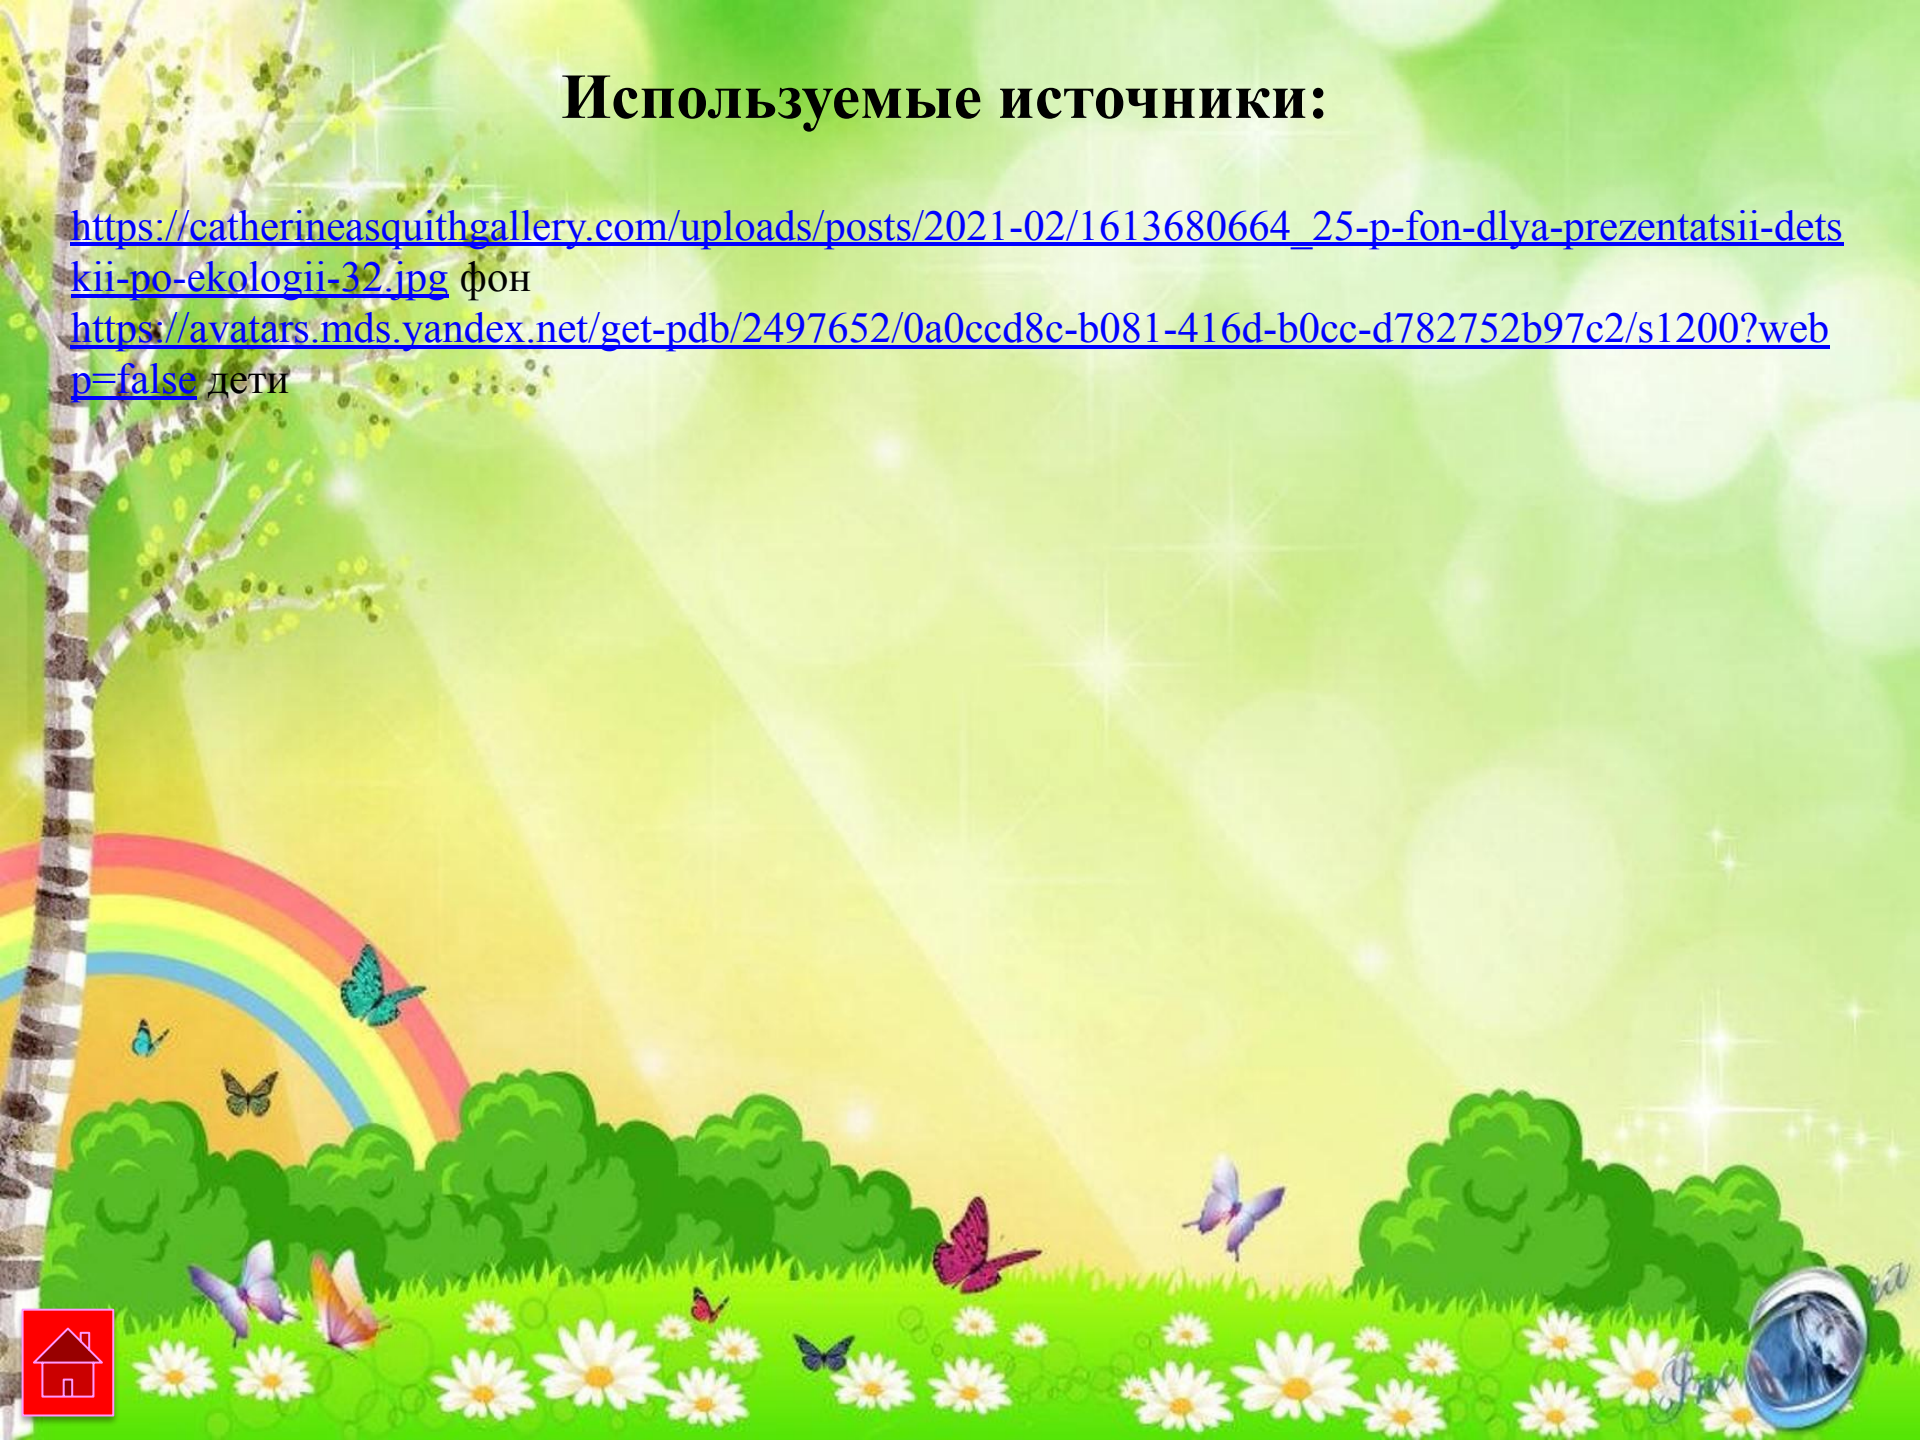 Используемые источники:
https://catherineasquithgallery.com/uploads/posts/2021-02/1613680664_25-p-fon-dlya-prezentatsii-dets
kii-po-ekologii-32.jpg фон
https://avatars.mds.yandex.net/get-pdb/2497652/0a0ccd8c-b081-416d-b0cc-d782752b97c2/s1200?web
p=false дети